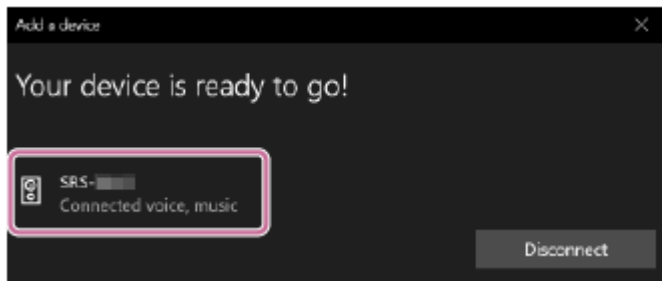 Add a device
Your device is ready to go!
SRS-
Connected voice, music
Disconnect